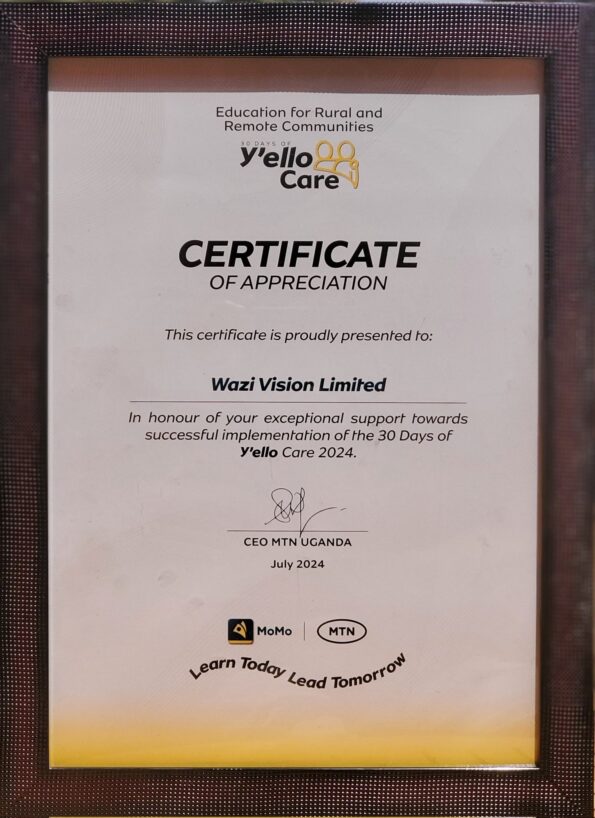 Education for Rural and
Remote Communities
30 DAYS OF
y'ello
Care
CERTIFICATE
OF APPRECIATION
This certificate is proudly presented to:
Wazi Vision Limited
In honour of your exceptional support towards
successful implementation of the 30 Days of
Y'ello Care 2024.
CEO MTN UGANDA
July 2024
MoMo MTN
Learn Today Lead Tomorrow